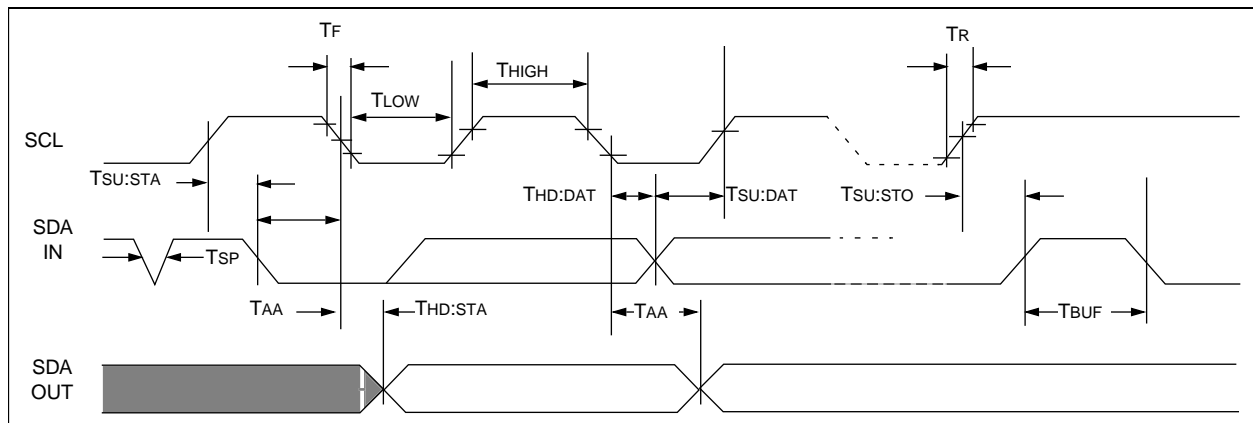 TF
TR
THIGH
TLOW
SCL
TSU:STA
THD:DAT
TSU:DAT
TSU:STO
SDA
IN
TSP
TAA
THD:STA
TAA
TBUF
SDA
OUT